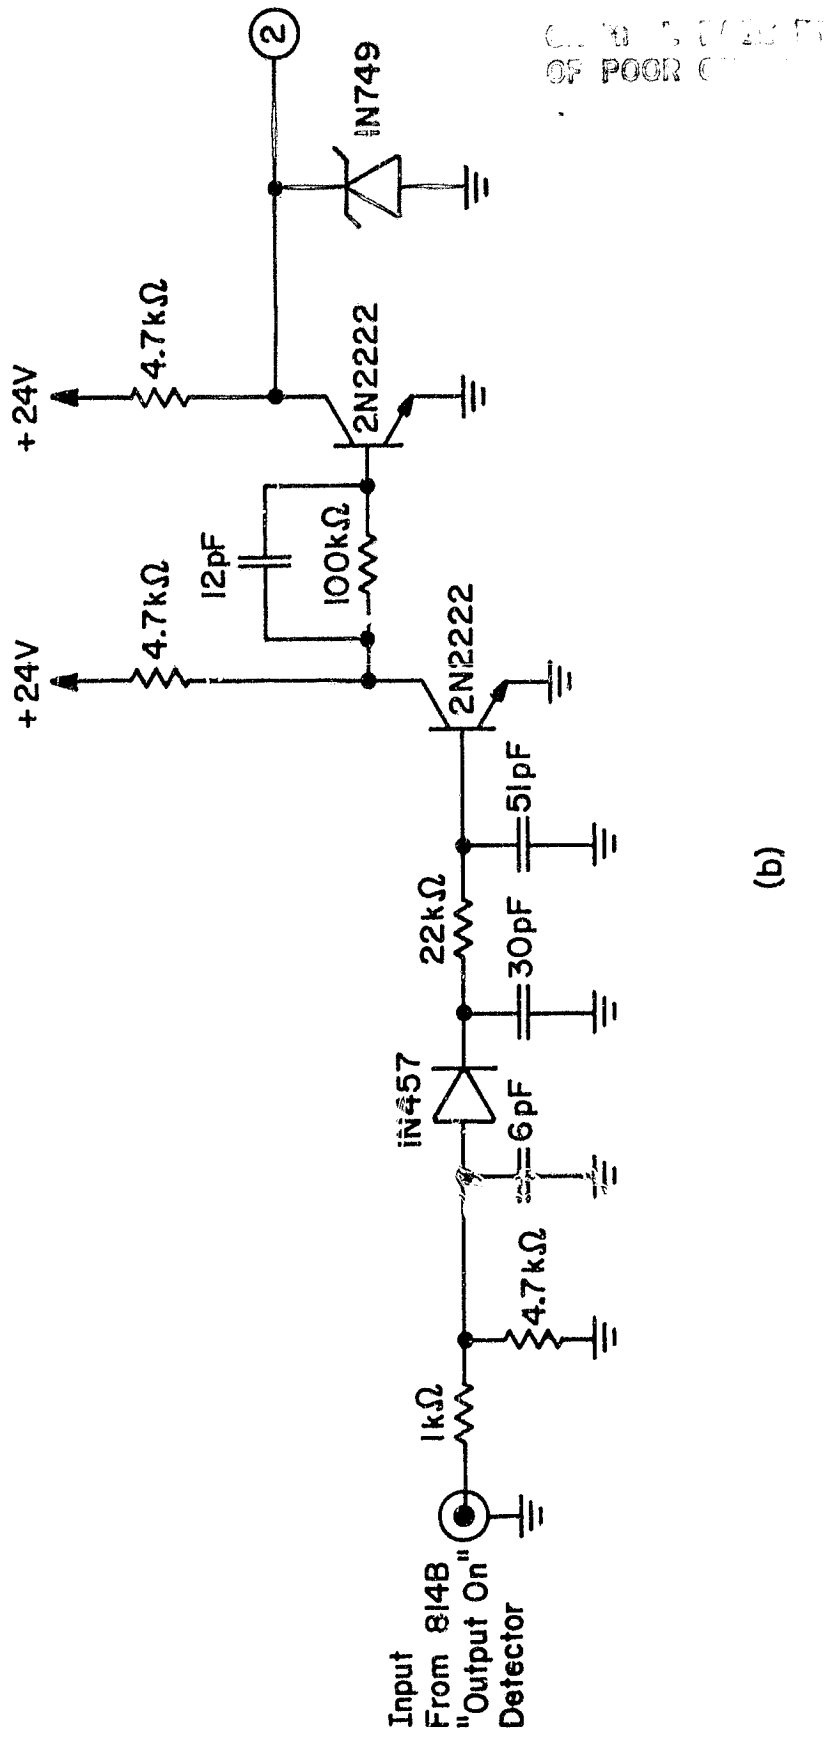 Input
From 814B
"Output On"
Detector
1kΩ
4.7kΩ
6pF
1N457
30pF
22kΩ
51pF
2N2222
+24V
4.7kΩ
12pF
100kΩ
2N2222
+24V
4.7kΩ
1N749
2
(b)
OF POOR